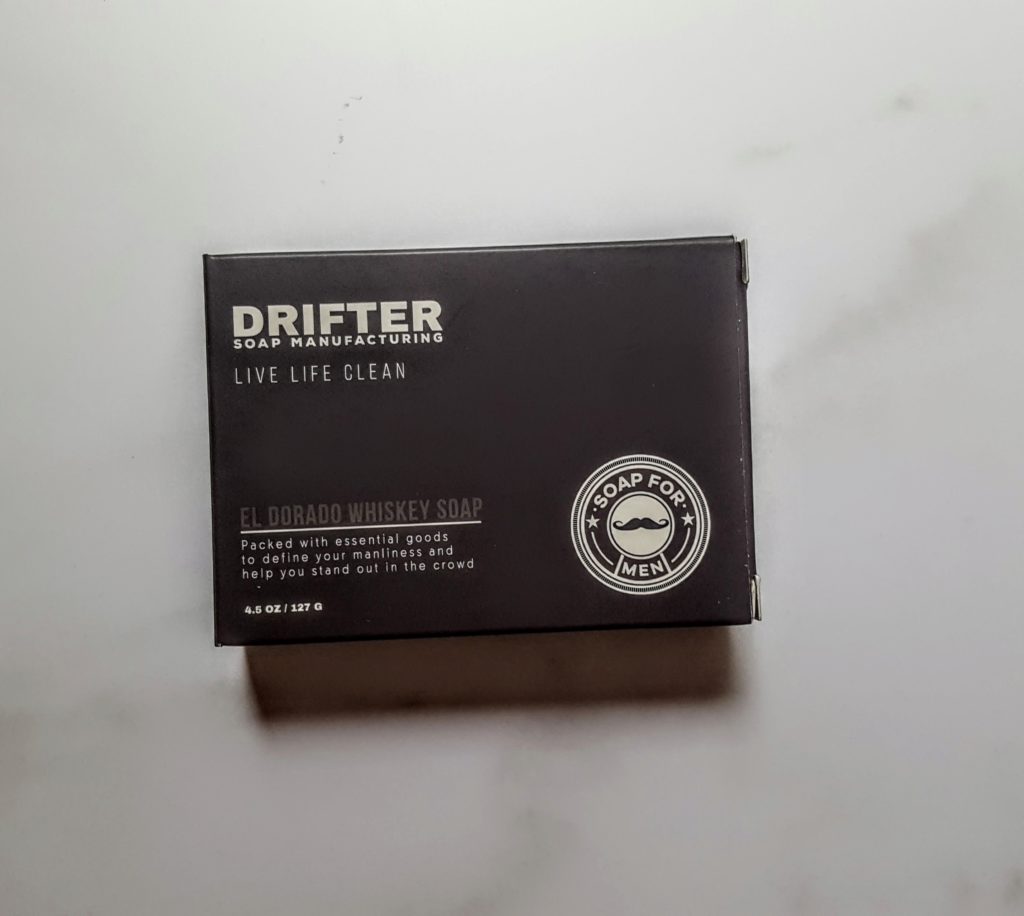 DRIFTER
SOAP MANUFACTURING
LIVE LIFE CLEAN
EL DORADO WHISKEY SOAP
Packed with essential goods
to define your manliness and
help you stand out in the crowd
4.5 OZ / 127 G
SOAP FOR
MEN